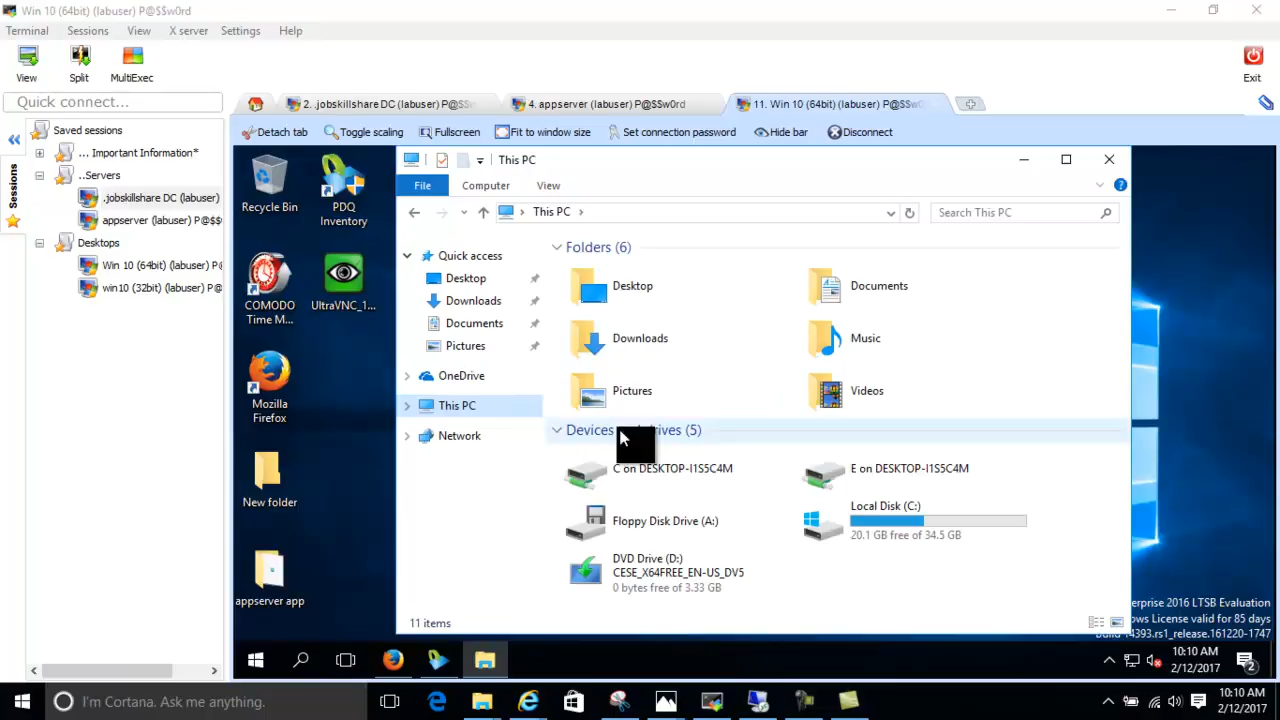 Win 10 (64bit) (labuser) P@$$w0rd
Terminal Sessions View X server Settings Help
View Split MultiExec Exit
Quick connect...
2. .jobskillshare DC (labuser) P@$$
4. appserver (labuser) P@$$w0rd
11. Win 10 (64bit) (labuser) P@$$w
Detach tab Toggle scaling Fullscreen Fit to window size Set connection password Hide bar Disconnect
Sessions
Saved sessions
... Important Information*
..Servers
.jobskillshare DC (labuser)
appserver (labuser) P@$$
Desktops
Win 10 (64bit) (labuser) P
win10 (32bit) (labuser) P@
Recycle Bin
PDQ
Inventory
COMODO
Time M...
UltraVNC_1...
Mozilla
Firefox
New folder
appserver app
This PC
File Computer View
This PC
Search This PC
Quick access
Desktop
Downloads
Documents
Pictures
OneDrive
This PC
Network
Folders (6)
Desktop
Documents
Downloads
Music
Pictures
Videos
Devices (5)
C on DESKTOP-I1S5C4M
E on DESKTOP-I1S5C4M
Floppy Disk Drive (A:)
Local Disk (C:)
20.1 GB free of 34.5 GB
DVD Drive (D:)
CESE_X64FREE_EN-US_DV5
0 bytes free of 3.33 GB
11 items
erprise 2016 LTSB Evaluation
ows License valid for 85 days
Build 14393.rs1_release.161220-1747
10:10 AM
2/12/2017
2
I'm Cortana. Ask me anything.
10:10 AM
2/12/2017